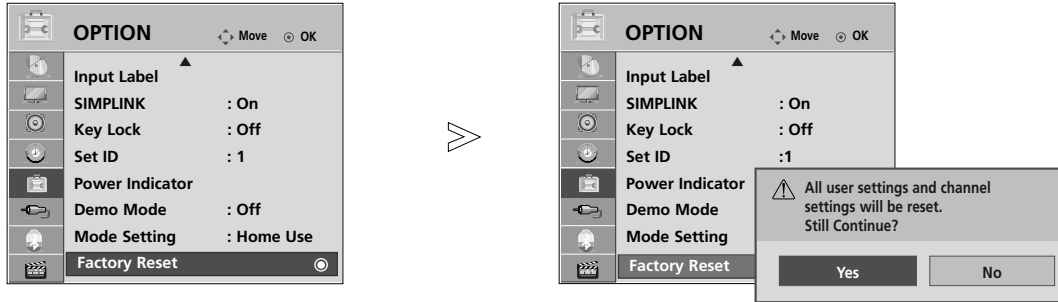 OPTION
Move OK
Input Label
SIMPLINK : On
Key Lock : Off
Set ID : 1
Power Indicator
Demo Mode : Off
Mode Setting : Home Use
Factory Reset
OPTION
Move OK
Input Label
SIMPLINK : On
Key Lock : Off
Set ID :1
Power Indicator
Demo Mode
Mode Setting
Factory Reset
All user settings and channel
settings will be reset.
Still Continue?
Yes No